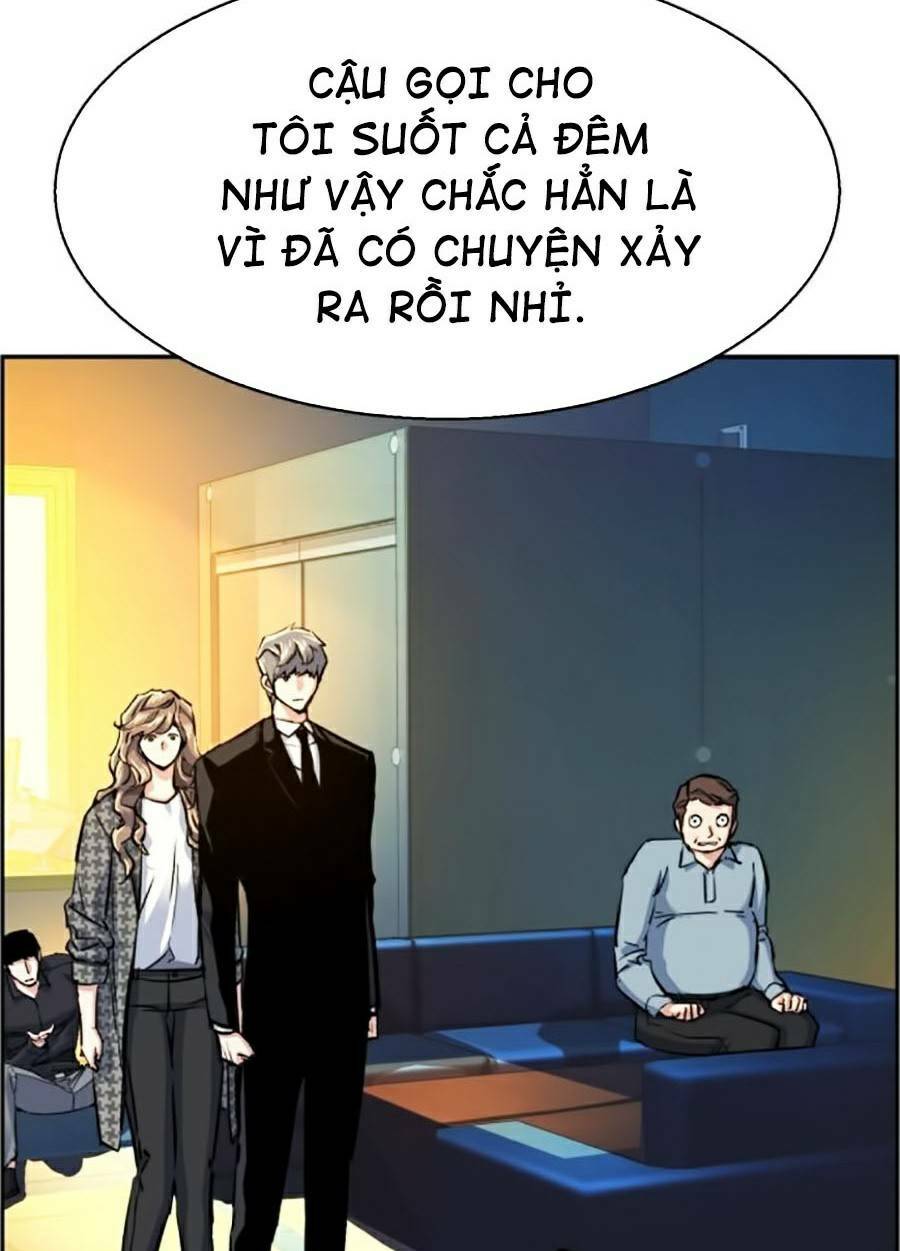 CẬU GỌI CHO
TÔI SUỐT CẢ ĐÊM
NHƯ VẬY CHẮC HẲN LÀ
VÌ ĐÃ CÓ CHUYỆN XẢY
RA RỒI NHỈ.